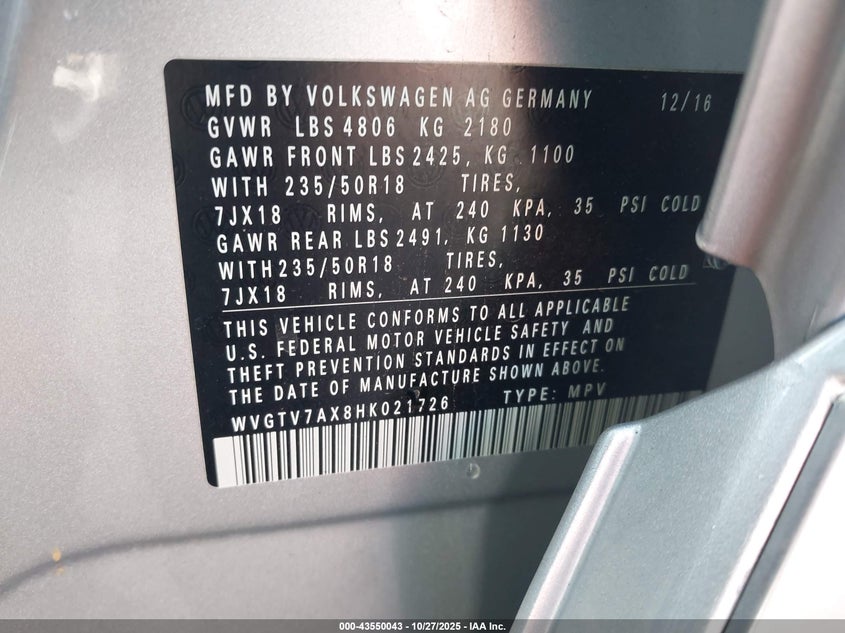 MFD BY VOLKSWAGEN AG GERMANY 12/16
GVWR LBS 4806 KG 2180
GAWR FRONT LBS 2425, KG 1100
WITH 235/50R18 TIRES,
7JX18 RIMS, AT 240 KPA, 35 PSI COLD
GAWR REAR LBS 2491, KG 1130
WITH 235/50R18 TIRES,
7JX18 RIMS, AT 240 KPA, 35 PSI COLD
THIS VEHICLE CONFORMS TO ALL APPLICABLE
U.S. FEDERAL MOTOR VEHICLE SAFETY AND
THEFT PREVENTION STANDARDS IN EFFECT ON
THE DATE OF MANUFACTURE SHOWN ABOVE.
WVGTV7AX8HK021726 TYPE: MPV
000-43550043 - 10/27/2025 - IAA Inc.